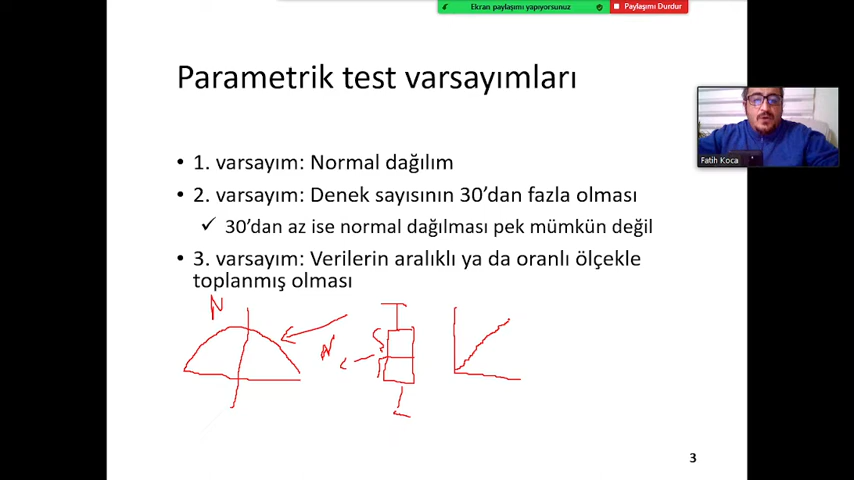 Ekran paylaşımı yapıyorsunuz
Paylaşımı Durdur
Parametrik test varsayımları
Fatih Koca
• 1. varsayım: Normal dağılım
• 2. varsayım: Denek sayısının 30’dan fazla olması
✓ 30’dan az ise normal dağılması pek mümkün değil
• 3. varsayım: Verilerin aralıklı ya da oranlı ölçekle
toplanmış olması
N
N
3